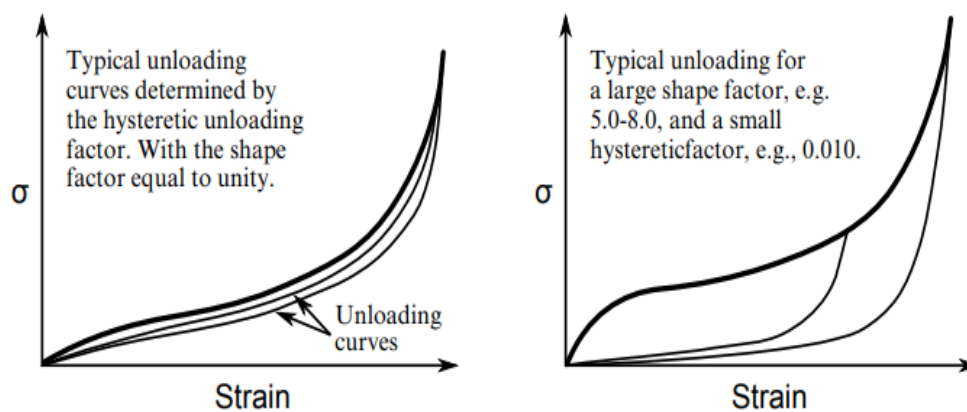 Typical unloading
curves determined by
the hysteretic unloading
factor. With the shape
factor equal to unity.
σ
Unloading
curves
Strain
Typical unloading for
a large shape factor, e.g.
5.0-8.0, and a small
hystereticfactor, e.g., 0.010.
σ
Strain